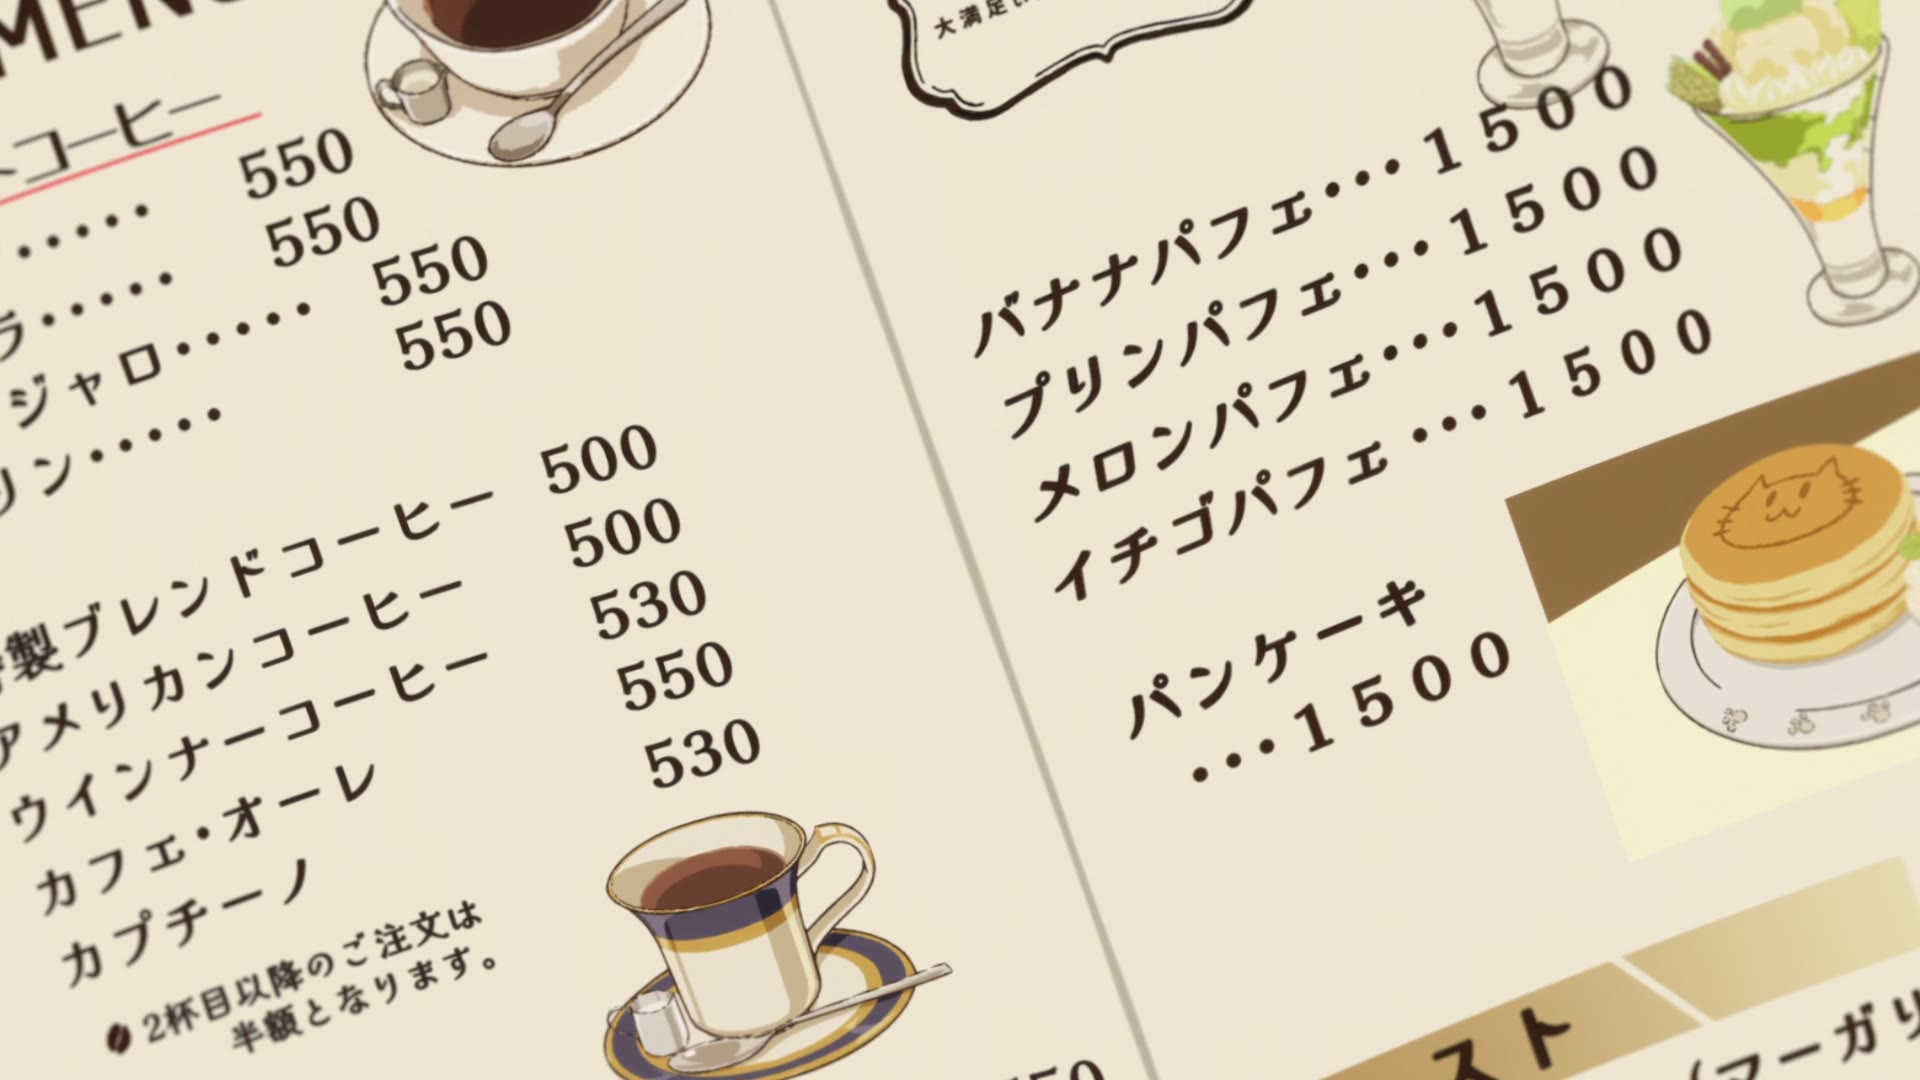 MENU
トコーヒー
・・・・・ 550
ラ・・・・・ 550
ジャロ・・・・・ 550
リン・・・・・ 550
製ブレンドコーヒー 500
アメリカンコーヒー 500
ウインナーコーヒー 530
カフェ・オーレ 550
カプチーノ 530
2杯目以降のご注文は
半額となります。
大満足
バナナパフェ・・・1500
プリンパフェ・・・1500
メロンパフェ・・・1500
イチゴパフェ・・・1500
パンケーキ
・・・1500
スト
(マーガリ
50